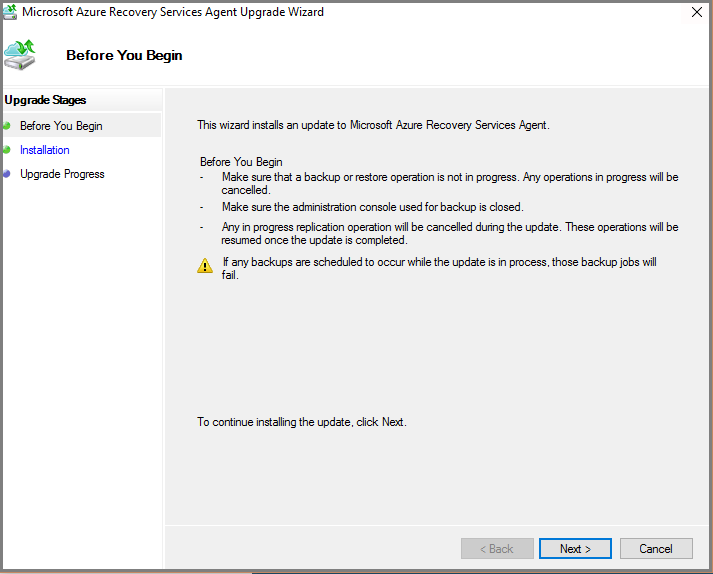 Microsoft Azure Recovery Services Agent Upgrade Wizard
Before You Begin
Upgrade Stages
Before You Begin
Installation
Upgrade Progress
This wizard installs an update to Microsoft Azure Recovery Services Agent.
Before You Begin
- Make sure that a backup or restore operation is not in progress. Any operations in progress will be
cancelled.
- Make sure the administration console used for backup is closed.
- Any in progress replication operation will be cancelled during the update. These operations will be
resumed once the update is completed.
If any backups are scheduled to occur while the update is in process, those backup jobs will
fail.
To continue installing the update, click Next.
< Back
Next >
Cancel